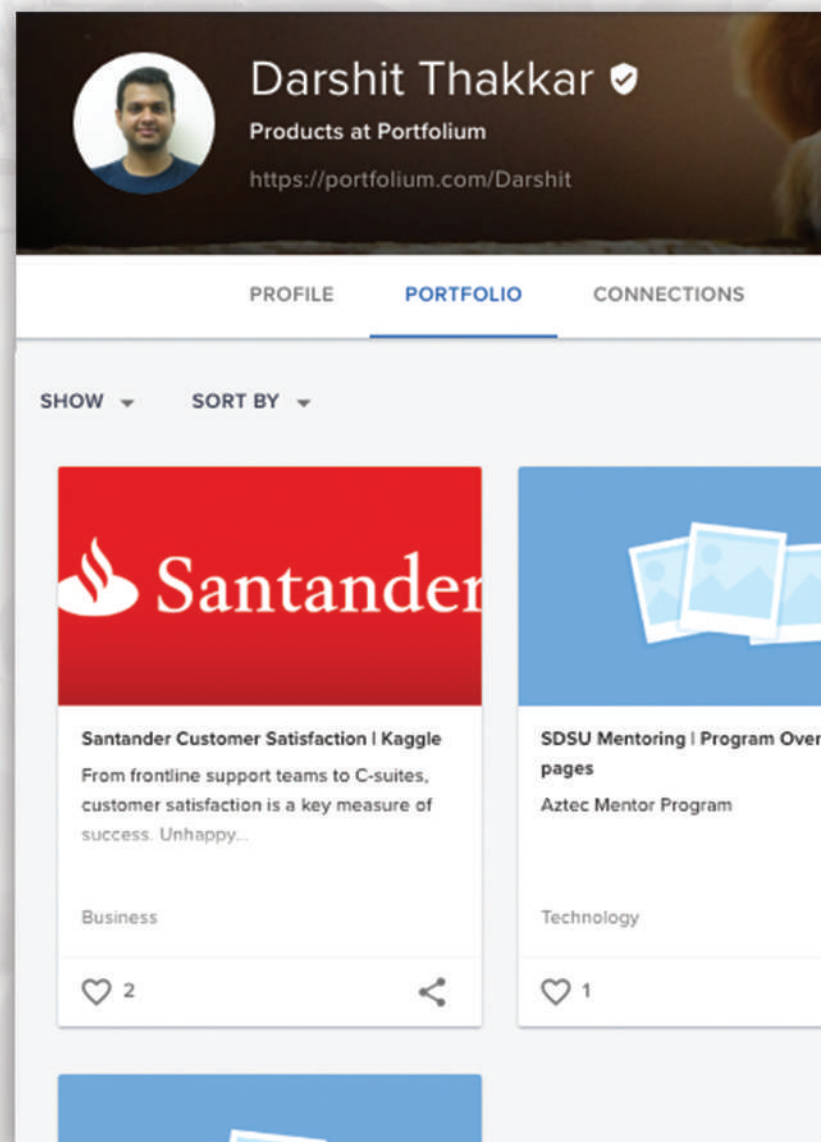 Darshit Thakkar
Products at Portfolium
https://portfolium.com/Darshit
PROFILE PORTFOLIO CONNECTIONS
SHOW SORT BY
Santander
Santander Customer Satisfaction | Kaggle
From frontline support teams to C-suites,
customer satisfaction is a key measure of
success. Unhappy...
Business
2
SDSU Mentoring | Program Over
pages
Aztec Mentor Program
Technology
1